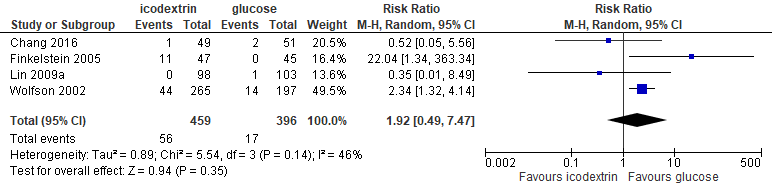 icodextrin glucose Risk Ratio Risk Ratio
Study or Subgroup Events Total Events Total Weight M-H, Random, 95% CI M-H, Random, 95% CI
Chang 2016 1 49 2 51 20.5% 0.52 [0.05, 5.56]
Finkelstein 2005 11 47 0 45 16.4% 22.04 [1.34, 363.34]
Lin 2009a 0 98 1 103 13.6% 0.35 [0.01, 8.49]
Wolfson 2002 44 265 14 197 49.5% 2.34 [1.32, 4.14]
Total (95% CI) 459 396 100.0% 1.92 [0.49, 7.47]
Total events 56 17
Heterogeneity: Tau² = 0.89; Chi² = 5.54, df = 3 (P = 0.14); I² = 46%
Test for overall effect: Z = 0.94 (P = 0.35)
0.002 0.1 1 10 500
Favours icodextrin Favours glucose